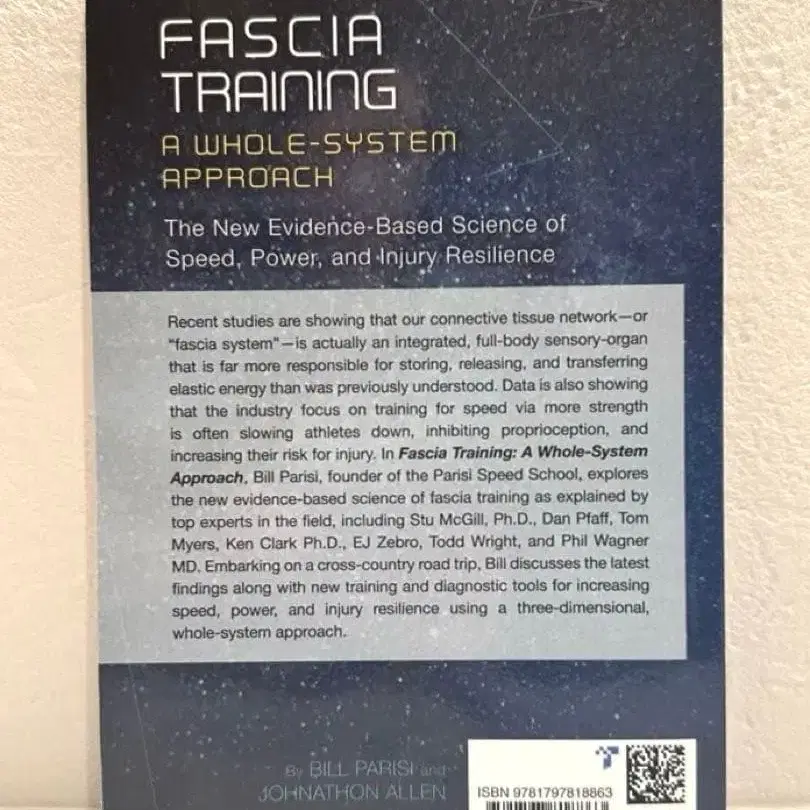 FASCIA
TRAINING
A WHOLE-SYSTEM
APPROACH
The New Evidence-Based Science of
Speed, Power, and Injury Resilience
Recent studies are showing that our connective tissue network—or
"fascia system"—is actually an integrated, full-body sensory-organ
that is far more responsible for storing, releasing, and transferring
elastic energy than was previously understood. Data is also showing
that the industry focus on training for speed via more strength
is often slowing athletes down, inhibiting proprioception, and
increasing their risk for injury. In Fascia Training: A Whole-System
Approach, Bill Parisi, founder of the Parisi Speed School, explores
the new evidence-based science of fascia training as explained by
top experts in the field, including Stu McGill, Ph.D., Dan Pfaff, Tom
Myers, Ken Clark Ph.D., EJ Zebro, Todd Wright, and Phil Wagner
MD. Embarking on a cross-country road trip, Bill discusses the latest
findings along with new training and diagnostic tools for increasing
speed, power, and injury resilience using a three-dimensional,
whole-system approach.
By BILL PARISI and
JOHNATHON ALLEN
ISBN 9781797818863